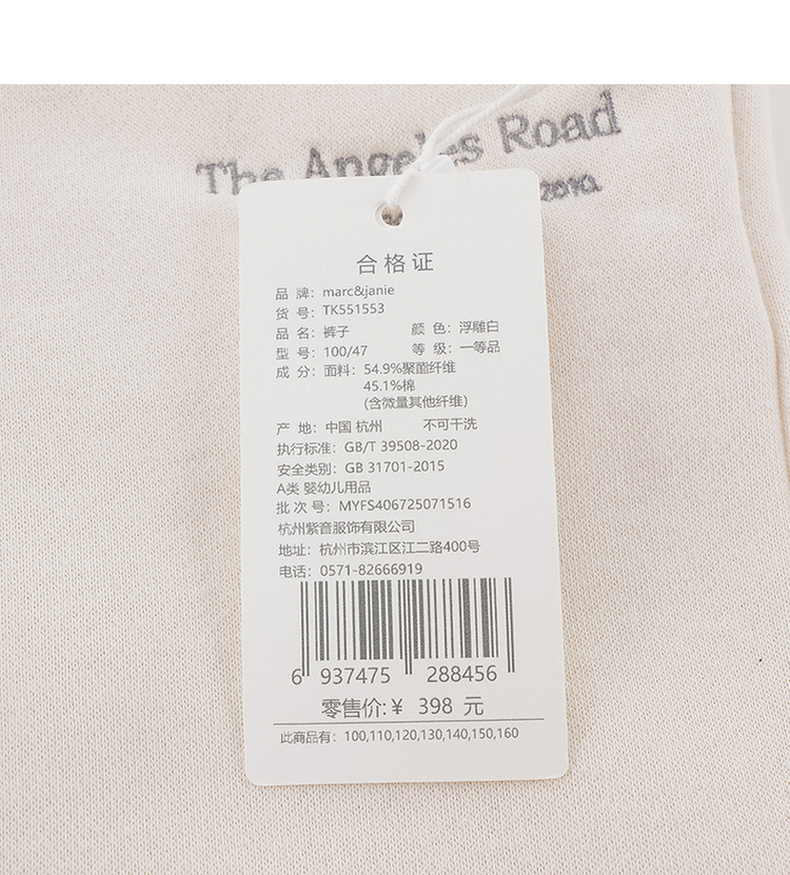 The Angeles Road
合格证
品 牌: marc&janie
货 号: TK551553
品 名: 裤子 颜 色: 浮雕白
型 号: 100/47 等 级: 一等品
成 分: 面料: 54.9%聚酯纤维
45.1%棉
(含微量其他纤维)
产 地: 中国 杭州 不可干洗
执行标准: GB/T 39508-2020
安全类别: GB 31701-2015
A类 婴幼儿用品
批 次 号: MYFS406725071516
杭州紫音服饰有限公司
地址: 杭州市滨江区江二路400号
电话: 0571-82666919
6 937475 288456
零售价:¥ 398 元
此商品有: 100,110,120,130,140,150,160